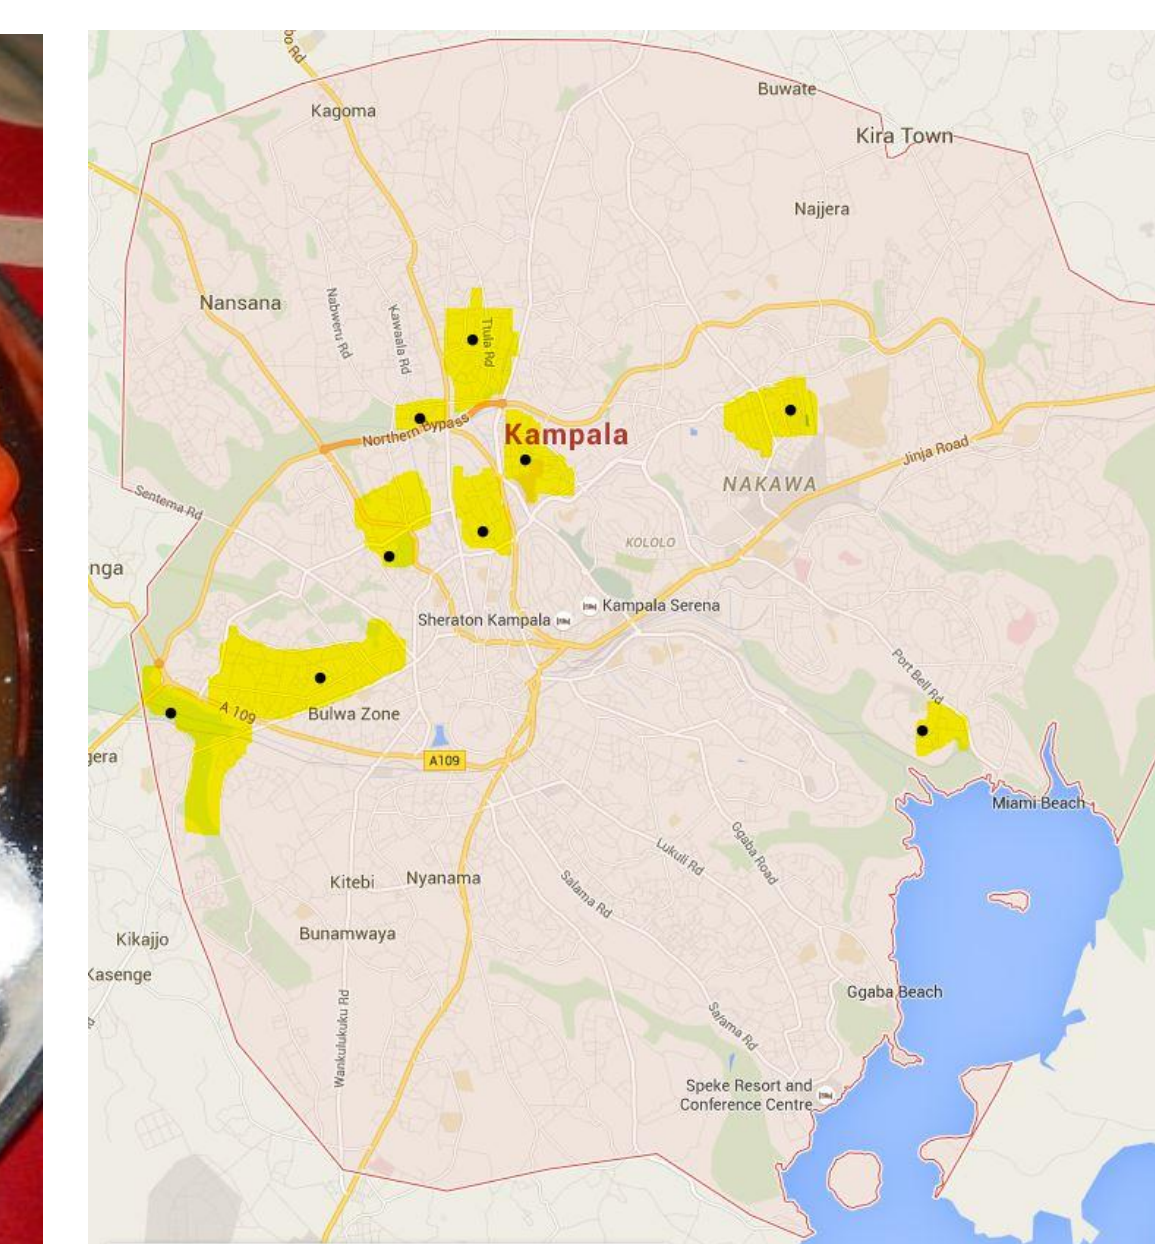 Buwate
Kagoma
Kira Town
Najjera
Nansana
Nabweru Rd
Kawaala Rd
Ttula Rd
Northern Bypass
Kampala
Jinja Road
Sentema Rd
NAKAWA
KOLOLO
Kampala Serena
Sheraton Kampala
Port Bell Rd
A 109
Bulwa Zone
A109
Miami Beach
Ggaba Road
Lukuli Rd
Salama Rd
Kitebi
Nyanama
Bunamwaya
Kikajjo
Kasenge
Ggaba Beach
Wankulukuku Rd
Salama Rd
Speke Resort and
Conference Centre